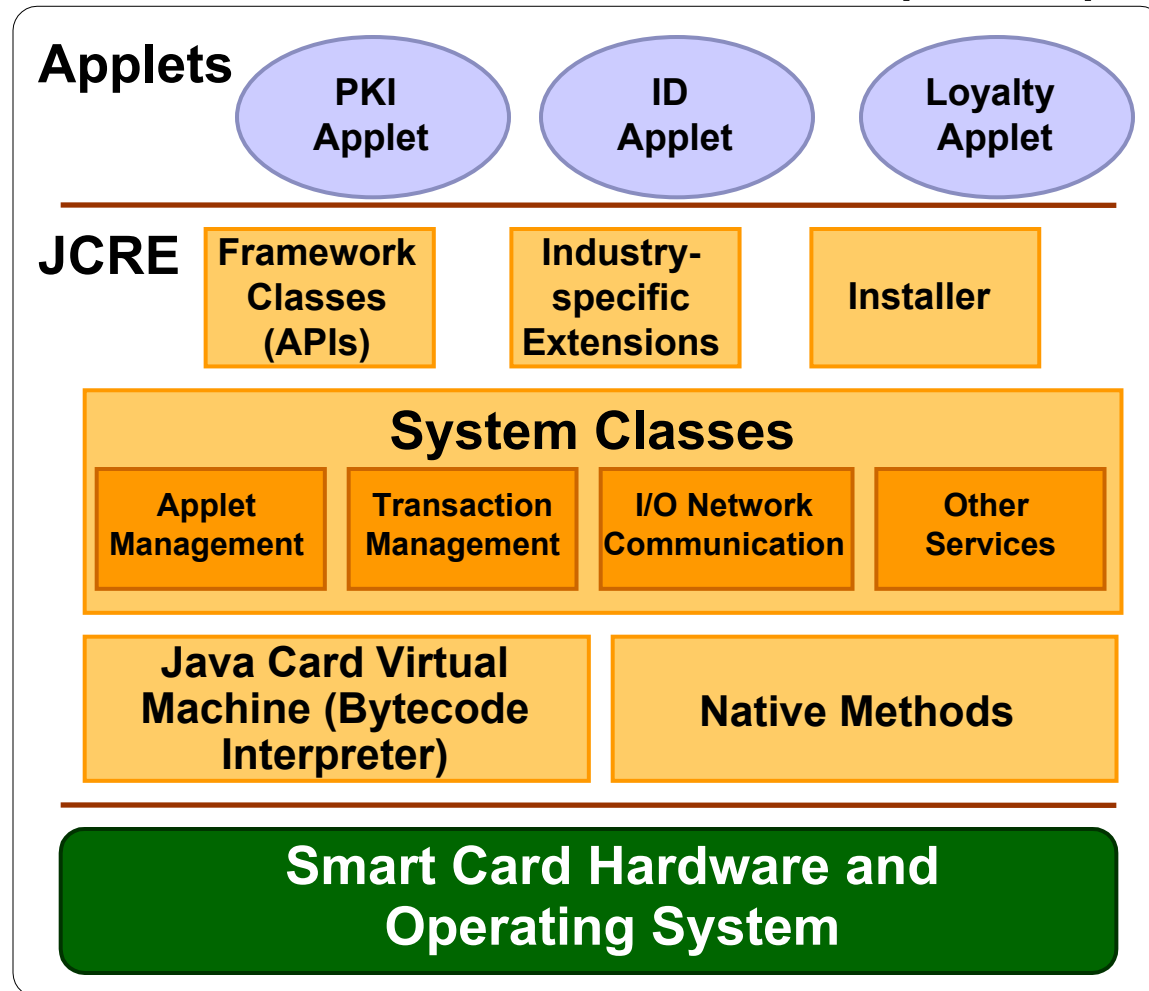 Applets
PKI
Applet
ID
Applet
Loyalty
Applet
JCRE
Framework
Classes
(APIs)
Industry-
specific
Extensions
Installer
System Classes
Applet
Management
Transaction
Management
I/O Network
Communication
Other
Services
Java Card Virtual
Machine (Bytecode
Interpreter)
Native Methods
Smart Card Hardware and
Operating System